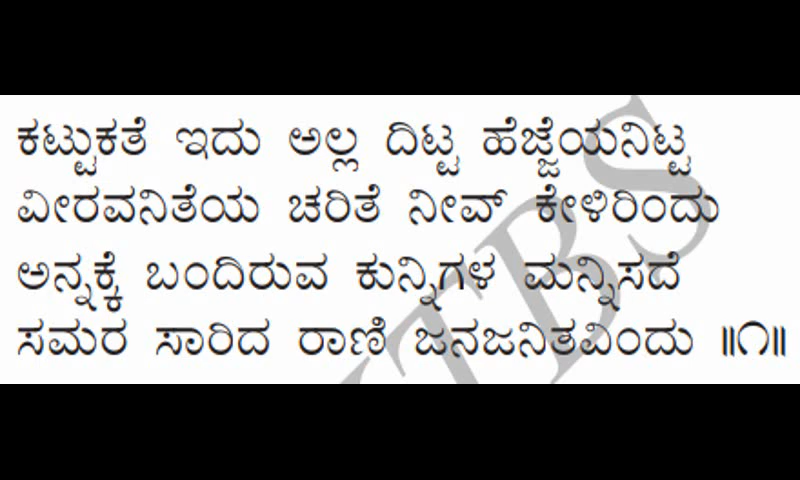 ಕಟ್ಟುಕತೆ ಇದು ಅಲ್ಲ ದಿಟ್ಟ ಹೆಜ್ಜೆಯನಿಟ್ಟ
ವೀರವನಿತೆಯ ಚರಿತೆ ನೀವ್ ಕೇಳಿರಿಂದು
ಅನ್ನಕ್ಕೆ ಬಂದಿರುವ ಕುನ್ನಿಗಳ ಮನ್ನಿಸದೆ
ಸಮರ ಸಾರಿದ ರಾಣಿ ಜನಜನಿತವಿಂದು ॥೧॥